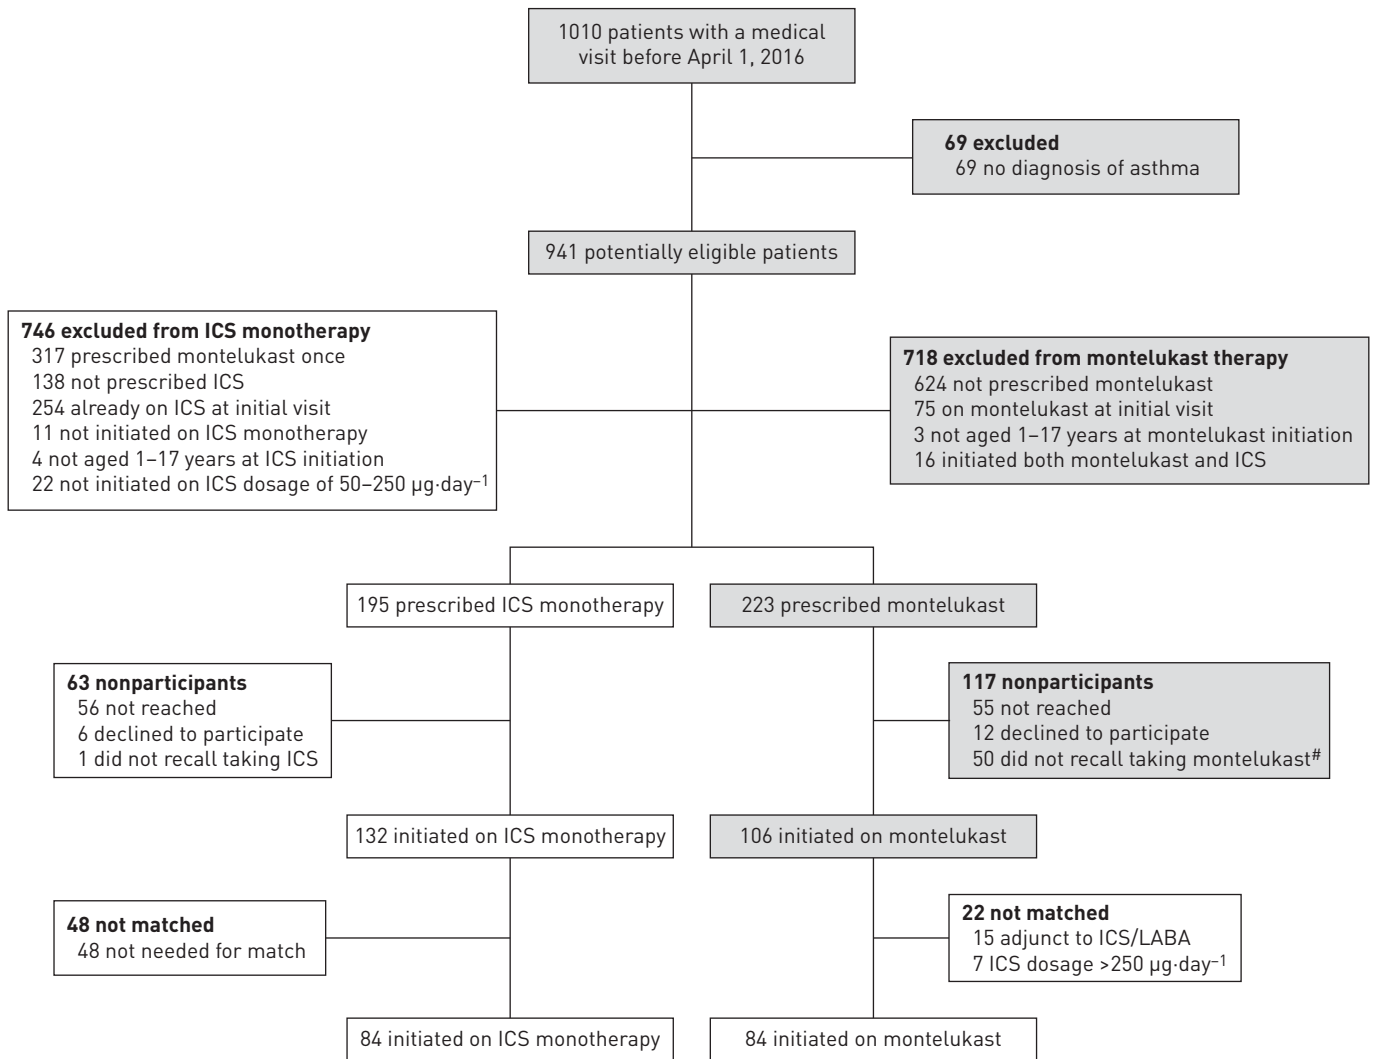 1010 patients with a medical
visit before April 1, 2016
69 excluded
69 no diagnosis of asthma
941 potentially eligible patients
746 excluded from ICS monotherapy
317 prescribed montelukast once
138 not prescribed ICS
254 already on ICS at initial visit
11 not initiated on ICS monotherapy
4 not aged 1–17 years at ICS initiation
22 not initiated on ICS dosage of 50–250 µg·day⁻¹
718 excluded from montelukast therapy
624 not prescribed montelukast
75 on montelukast at initial visit
3 not aged 1–17 years at montelukast initiation
16 initiated both montelukast and ICS
195 prescribed ICS monotherapy
223 prescribed montelukast
63 nonparticipants
56 not reached
6 declined to participate
1 did not recall taking ICS
117 nonparticipants
55 not reached
12 declined to participate
50 did not recall taking montelukast#
132 initiated on ICS monotherapy
106 initiated on montelukast
48 not matched
48 not needed for match
22 not matched
15 adjunct to ICS/LABA
7 ICS dosage >250 µg·day⁻¹
84 initiated on ICS monotherapy
84 initiated on montelukast